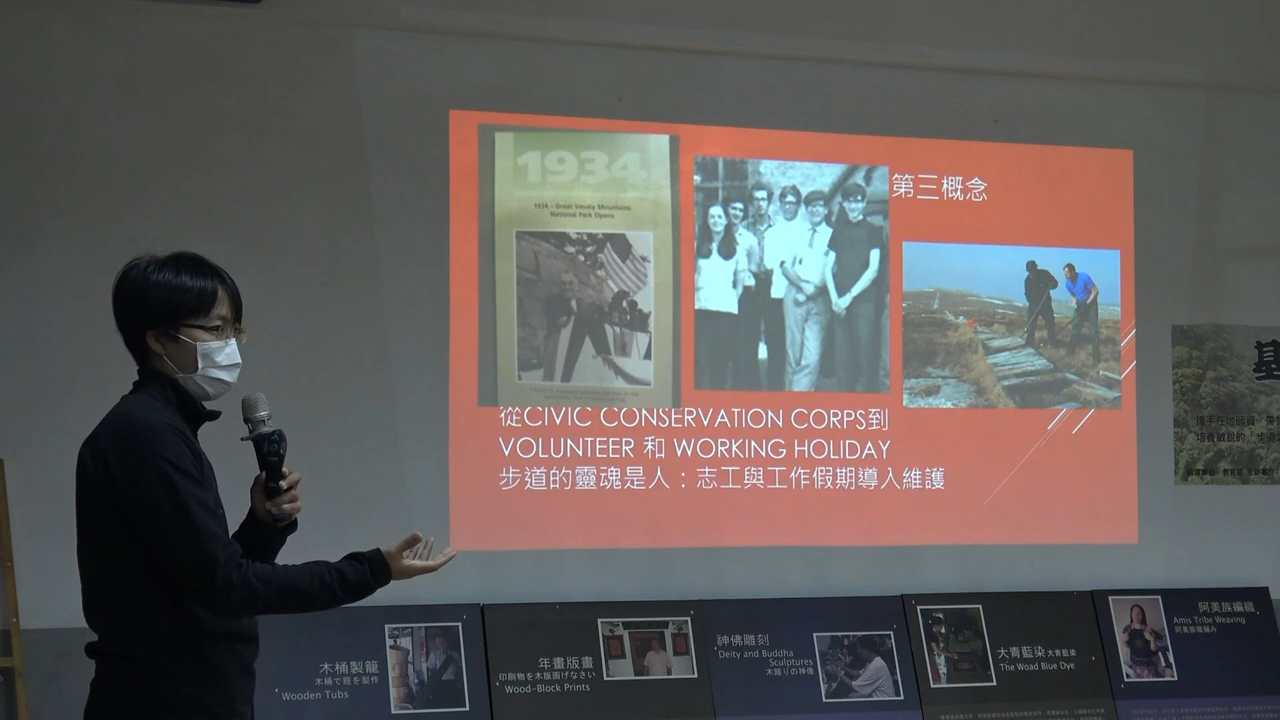 1934
1934 - Great Smoky Mountains
National Park Opens
第三概念
從CIVIC CONSERVATION CORPS到
VOLUNTEER 和 WORKING HOLIDAY
步道的靈魂是人：志工與工作假期導入維護
基
木桶製籠
木桶で籠を製作
Wooden Tubs
年畫版畫
印刷物を木版画げなさい
Wood-Block Prints
神佛雕刻
Deity and Buddha
Sculptures
木雕りの神像
大青藍染 大青藍染
The Woad Blue Dye
阿美族編織
Amis Tribe Weaving
阿美族編み